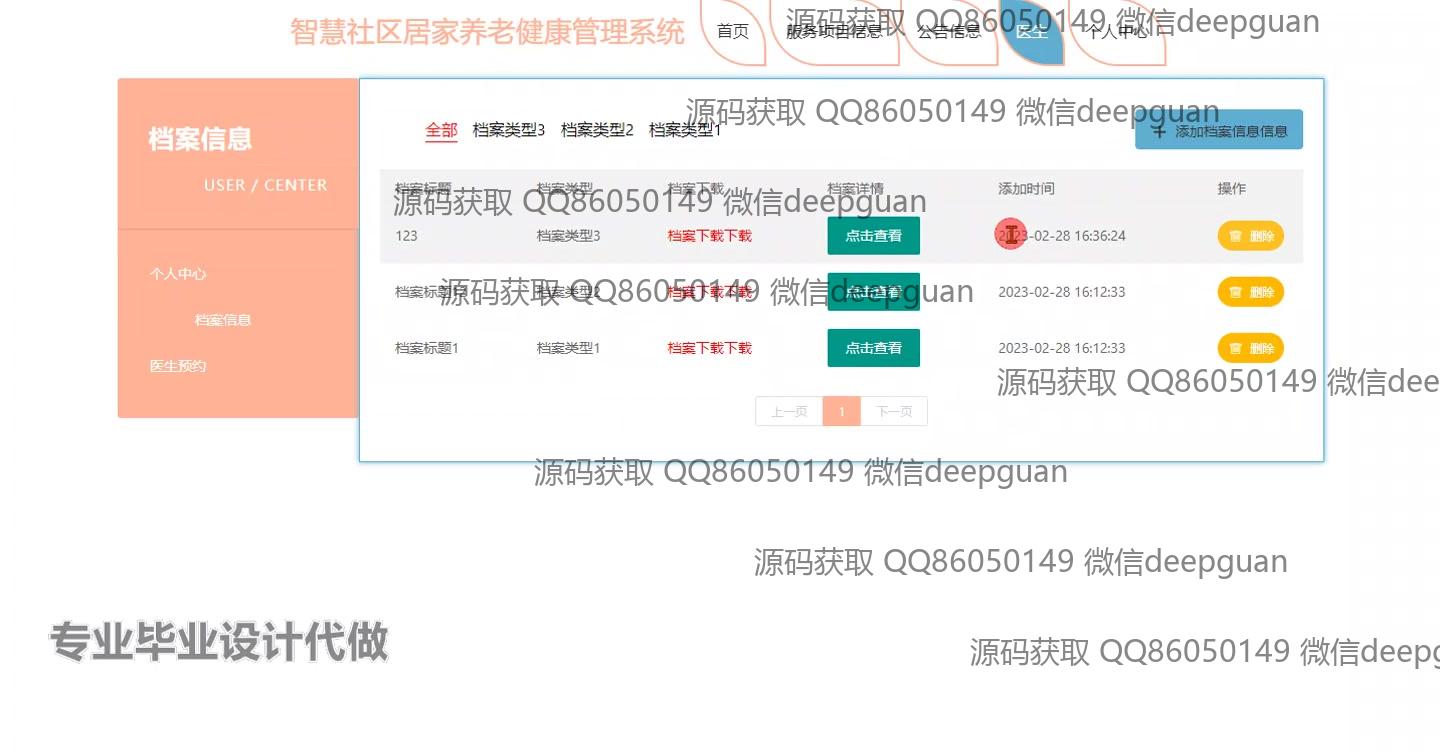 智慧社区居家养老健康管理系统
首页 服务项目信息 公告信息 医生 个人中心
源码获取 QQ86050149 微信deepguan
档案信息
USER / CENTER
个人中心
档案信息
医生预约
源码获取 QQ86050149 微信deepguan
全部 档案类型3 档案类型2 档案类型1
添加档案信息信息
档案标题 档案类型 档案下载 档案详情 添加时间 操作
源码获取 QQ86050149 微信deepguan
123 档案类型3 档案下载下载 点击查看 2023-02-28 16:36:24 删除
档案标题 档案类型2 档案下载下载 点击查看 2023-02-28 16:12:33 删除
源码获取 QQ86050149 微信deepguan
档案标题1 档案类型1 档案下载下载 点击查看 2023-02-28 16:12:33 删除
源码获取 QQ86050149 微信dee
上一页 1 下一页
源码获取 QQ86050149 微信deepguan
源码获取 QQ86050149 微信deepguan
专业毕业设计代做
源码获取 QQ86050149 微信deepg